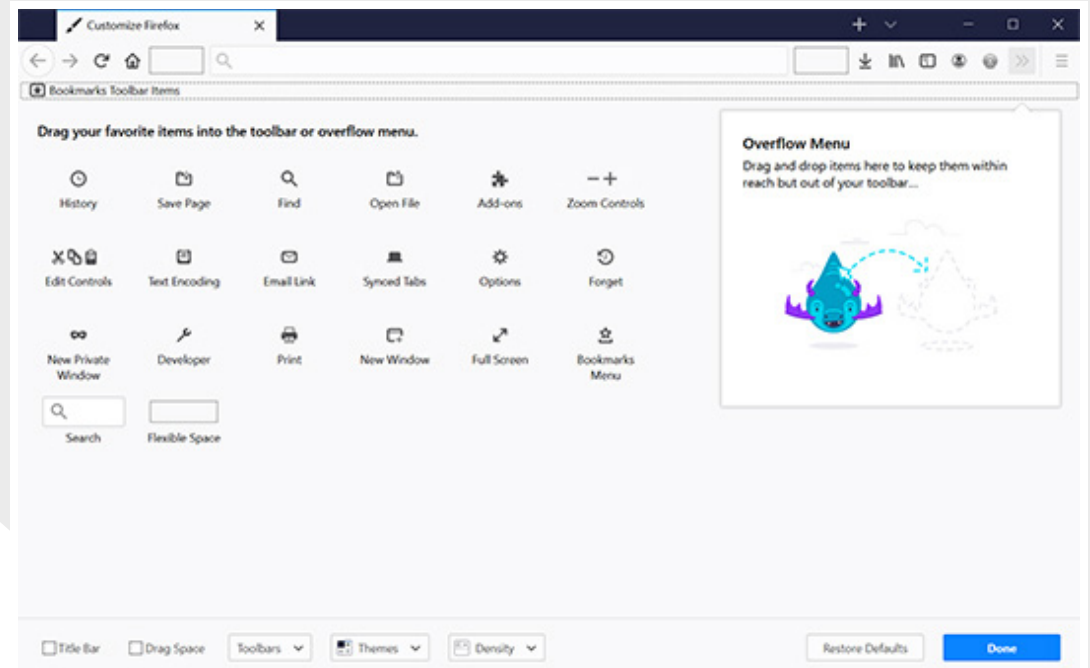 Customize Firefox
Bookmarks Toolbar Items
Drag your favorite items into the toolbar or overflow menu.
Overflow Menu
Drag and drop items here to keep them within
reach but out of your toolbar...
History
Save Page
Find
Open File
Add-ons
Zoom Controls
Edit Controls
Text Encoding
Email Link
Synced Tabs
Options
Forget
New Private
Window
Developer
Print
New Window
Full Screen
Bookmarks
Menu
Search
Flexible Space
Title Bar
Drag Space
Toolbars
Themes
Density
Restore Defaults
Done